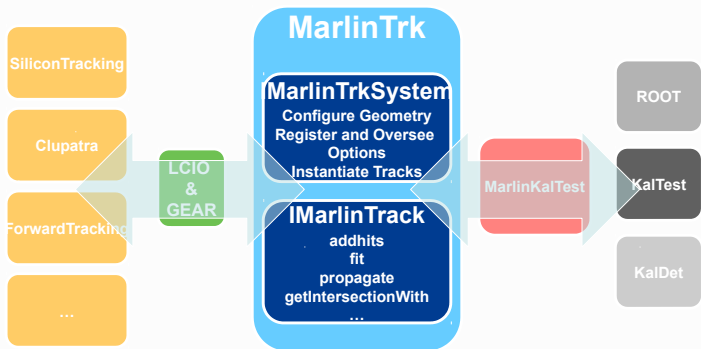 MarlinTrk
SiliconTracking
Clupatra
ForwardTracking
...
LCIO
&
GEAR
IMarlinTrkSystem
Configure Geometry
Register and Oversee
Options
Instantiate Tracks
IMarlinTrack
addhits
fit
propagate
getIntersectionWith
...
MarlinKalTest
ROOT
KalTest
KalDet